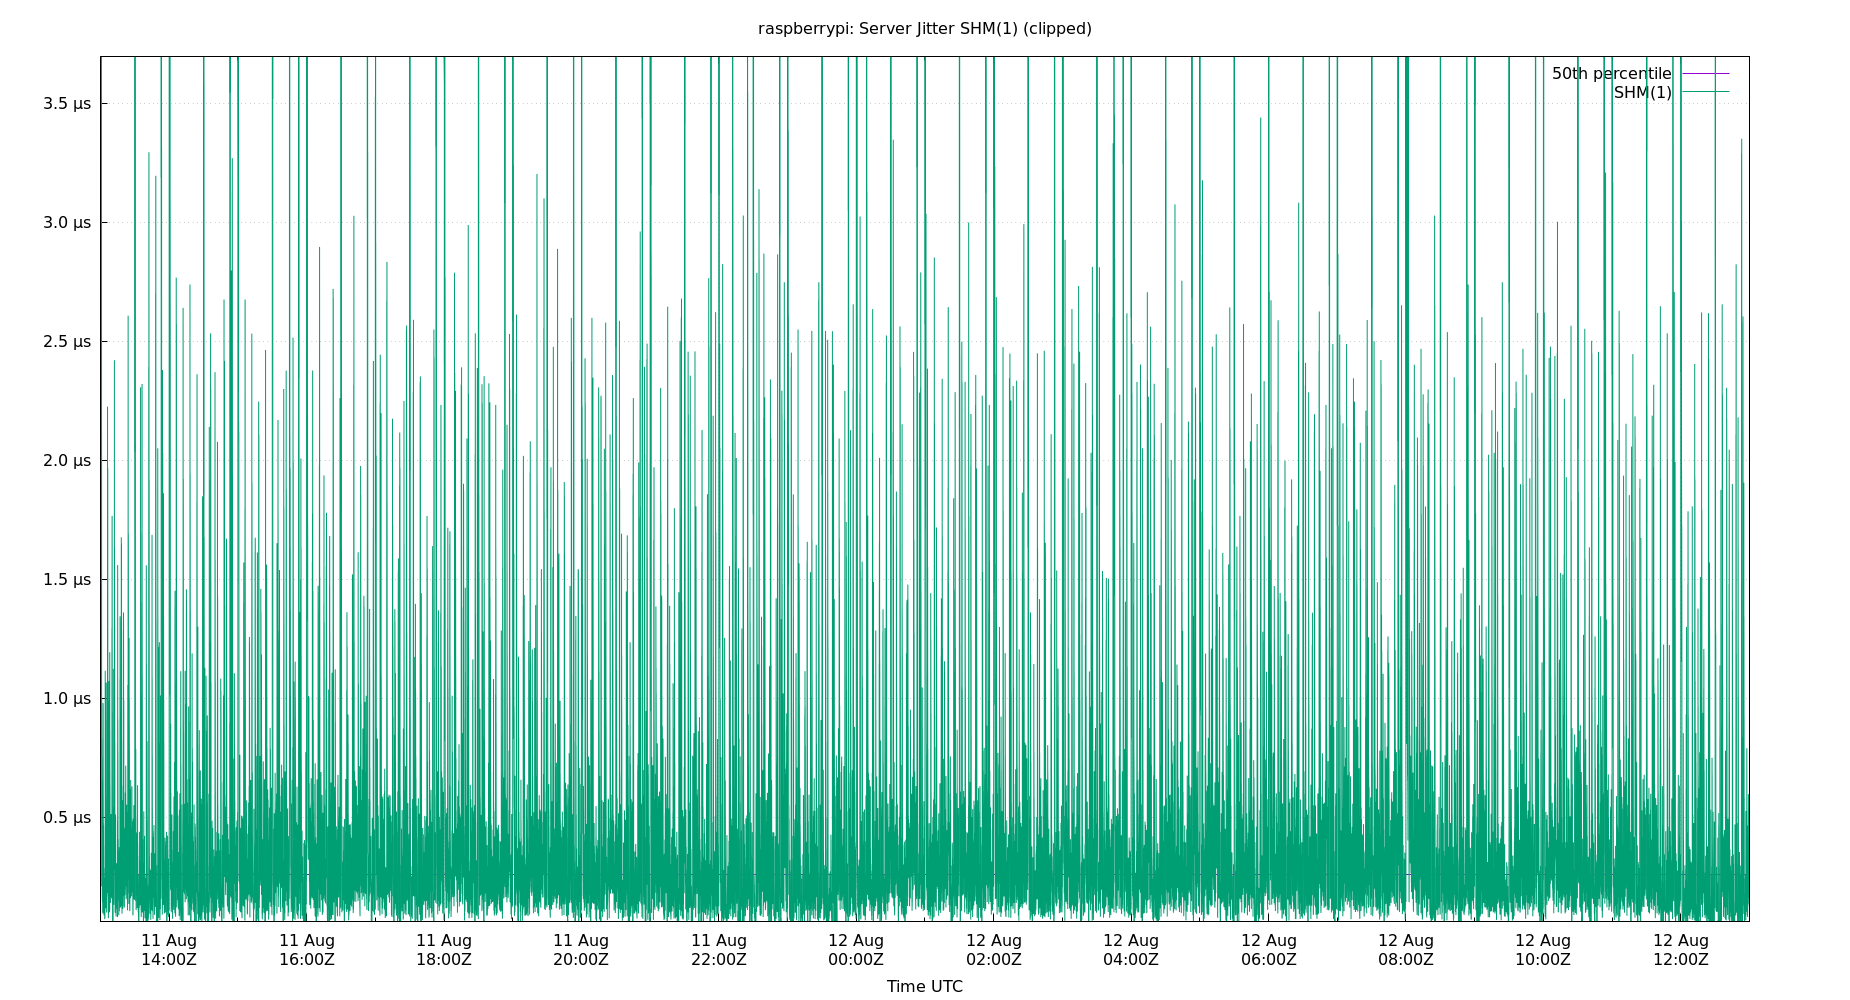 raspberrypi: Server Jitter SHM(1) (clipped)
50th percentile
SHM(1)
3.5 µs
3.0 µs
2.5 µs
2.0 µs
1.5 µs
1.0 µs
0.5 µs
11 Aug 11 Aug 11 Aug 11 Aug 11 Aug 12 Aug 12 Aug 12 Aug 12 Aug 12 Aug 12 Aug 12 Aug
14:00Z 16:00Z 18:00Z 20:00Z 22:00Z 00:00Z 02:00Z 04:00Z 06:00Z 08:00Z 10:00Z 12:00Z
Time UTC